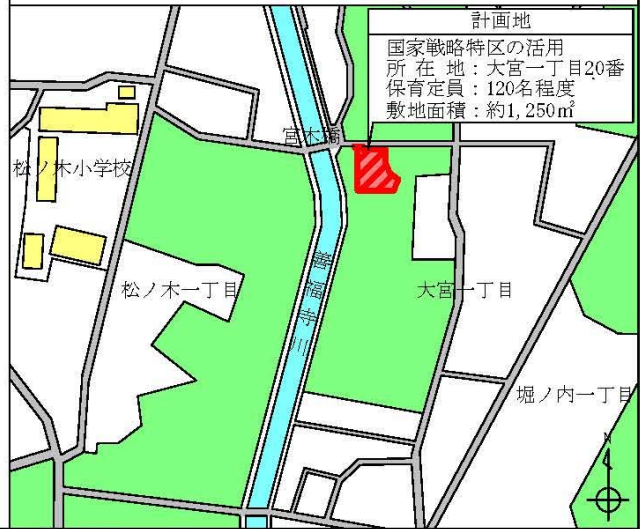 計画地
国家戦略特区の活用
所在地：大宮一丁目20番
保育定員：120名程度
敷地面積：約1,250㎡
宮木橋
松ノ木小学校
松ノ木一丁目
善福寺川
大宮一丁目
堀ノ内一丁目
N